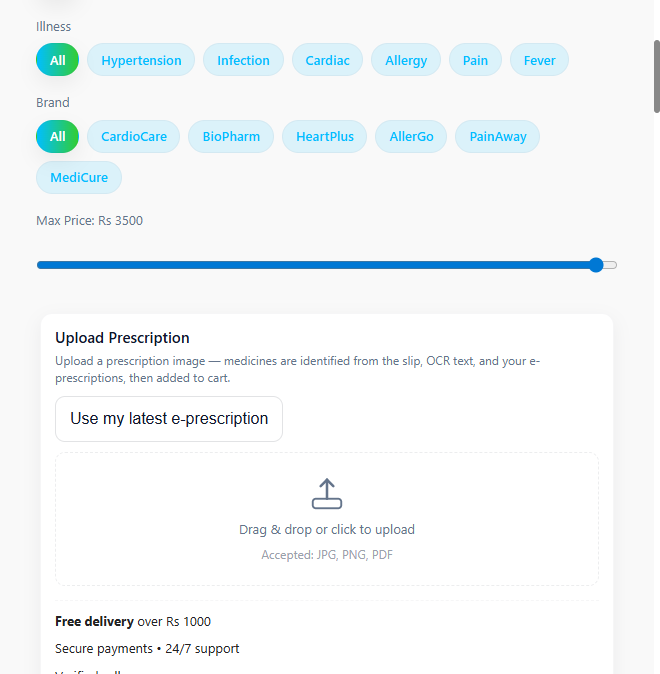 Illness
All Hypertension Infection Cardiac Allergy Pain Fever
Brand
All CardioCare BioPharm HeartPlus AllerGo PainAway
MediCure
Max Price: Rs 3500
Upload Prescription
Upload a prescription image — medicines are identified from the slip, OCR text, and your e-
prescriptions, then added to cart.
Use my latest e-prescription
Drag & drop or click to upload
Accepted: JPG, PNG, PDF
Free delivery over Rs 1000
Secure payments • 24/7 support